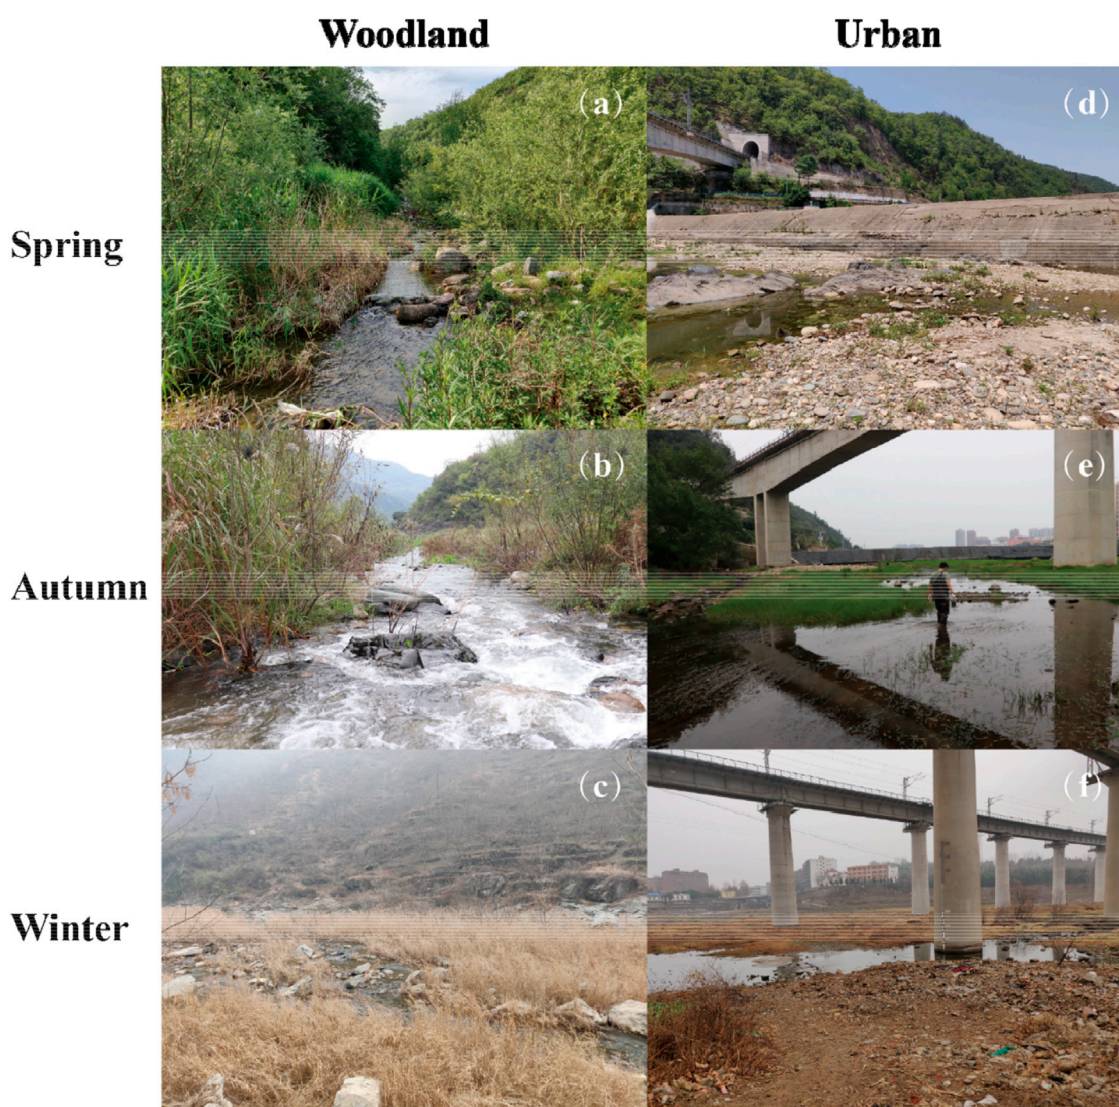 Woodland Urban
Spring
(a)
(d)
Autumn
(b)
(e)
Winter
(c)
(f)